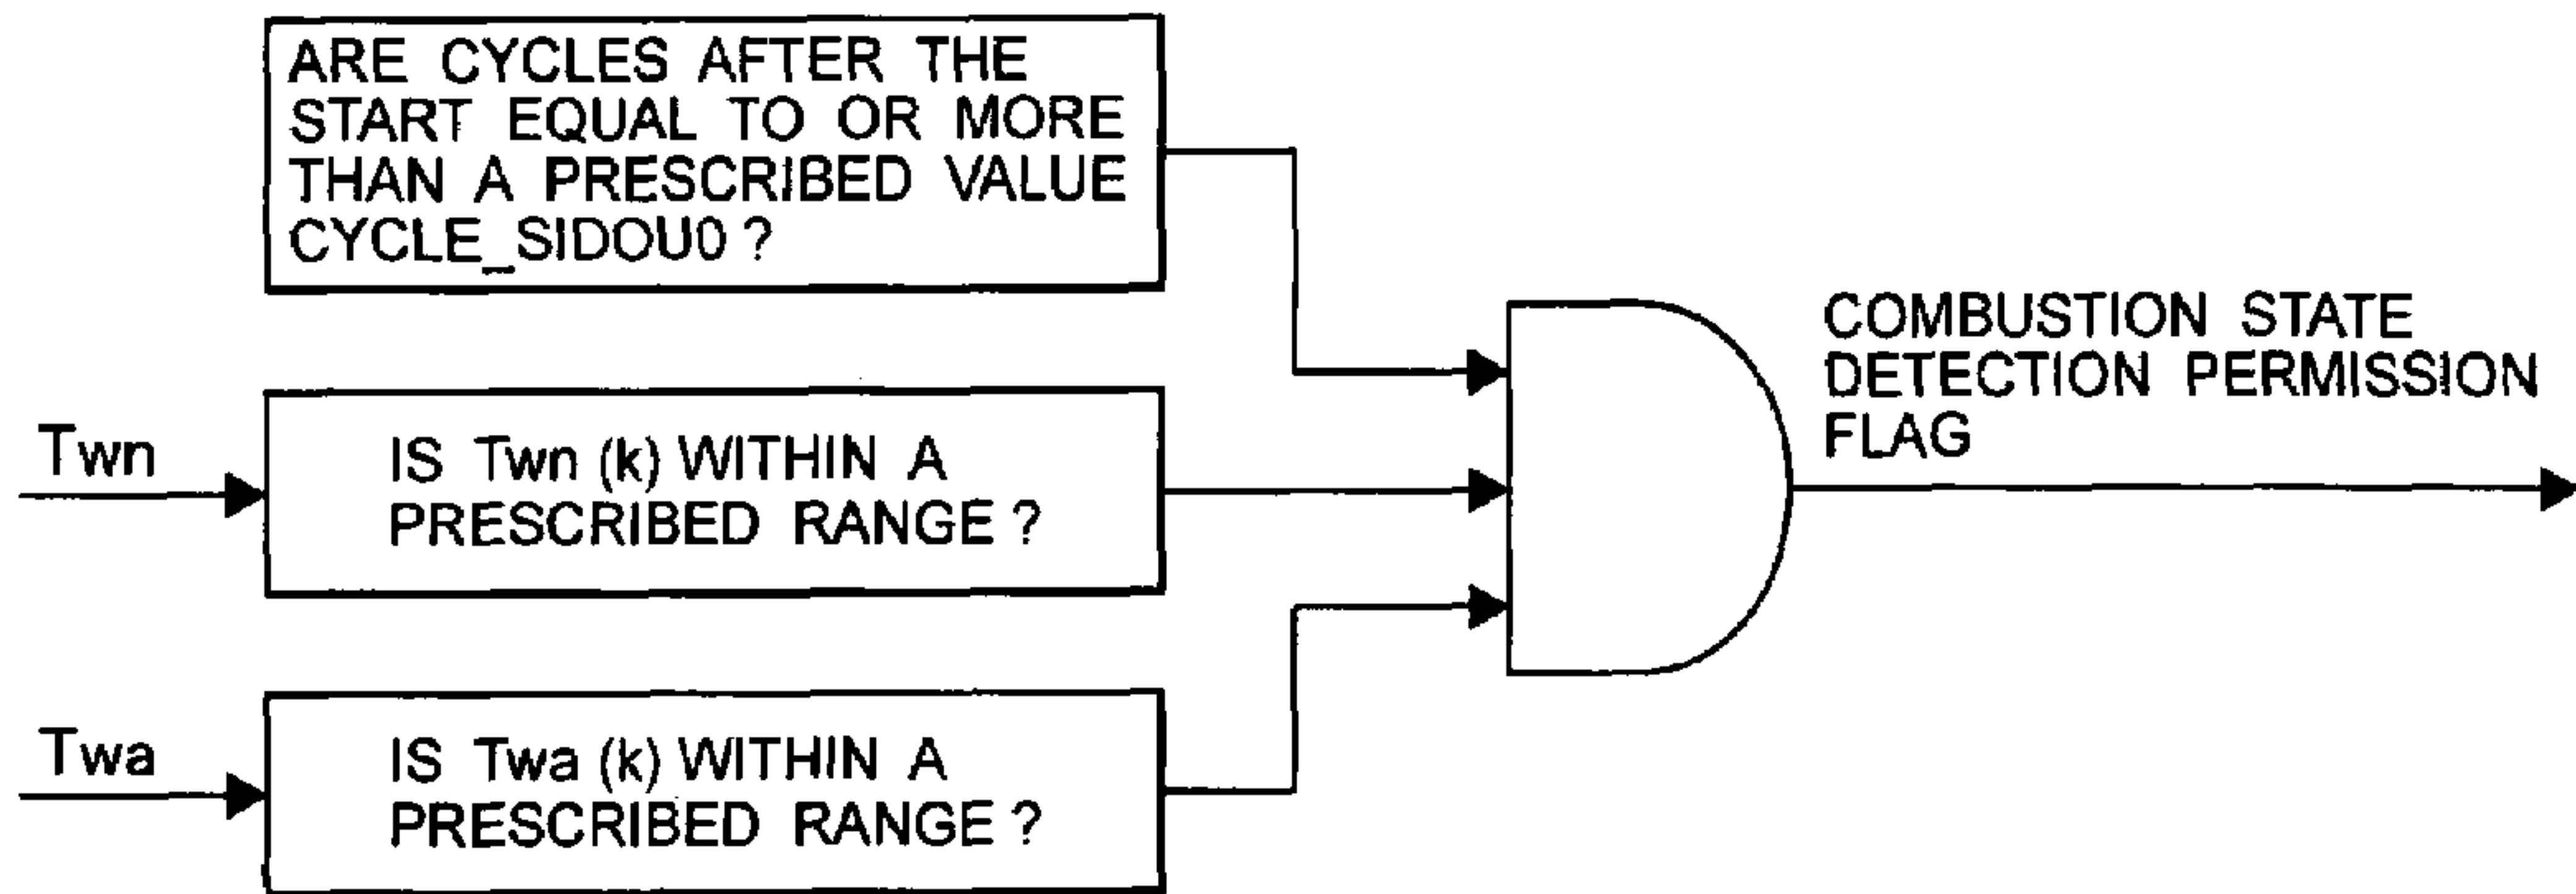 ARE CYCLES AFTER THE
START EQUAL TO OR MORE
THAN A PRESCRIBED VALUE
CYCLE_SIDOU0 ?
COMBUSTION STATE
DETECTION PERMISSION
FLAG
Twn
IS Twn (k) WITHIN A
PRESCRIBED RANGE ?
Twa
IS Twa (k) WITHIN A
PRESCRIBED RANGE ?